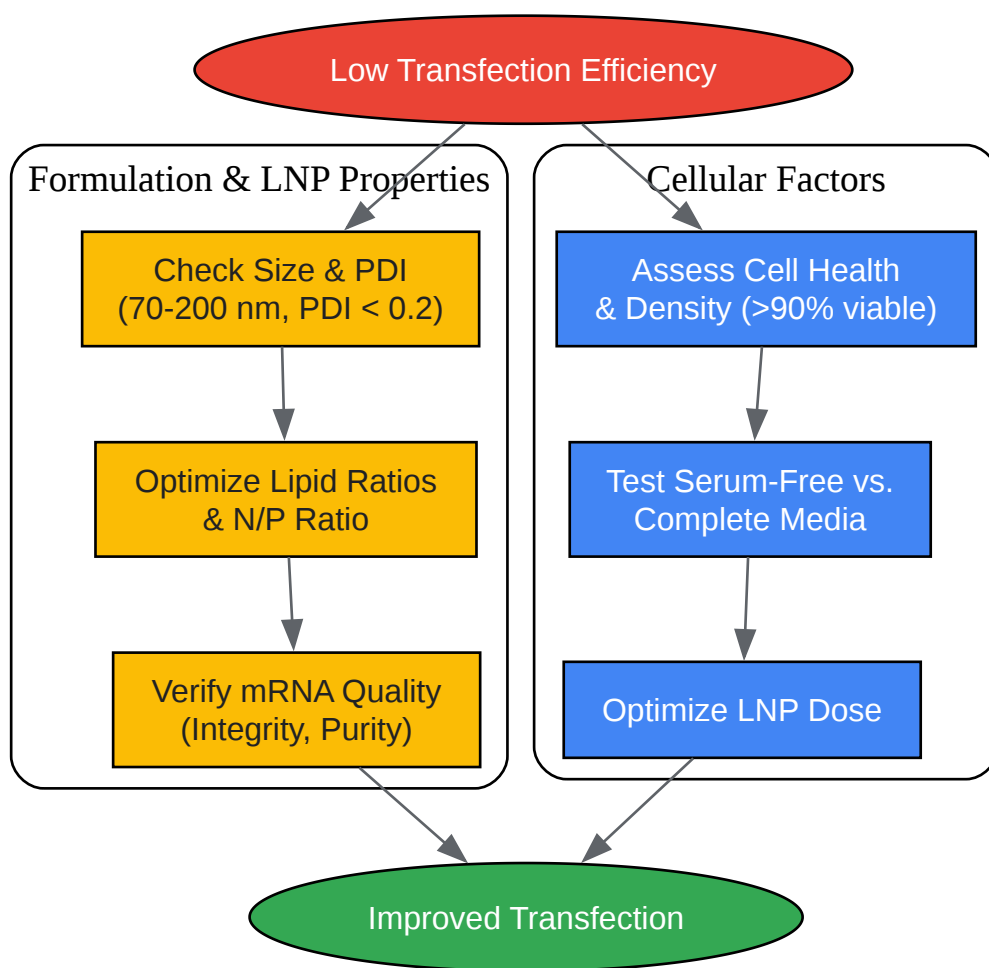 Low Transfection Efficiency
Formulation & LNP Properties
Check Size & PDI
(70-200 nm, PDI < 0.2)
Optimize Lipid Ratios
& N/P Ratio
Verify mRNA Quality
(Integrity, Purity)
Cellular Factors
Assess Cell Health
& Density (>90% viable)
Test Serum-Free vs.
Complete Media
Optimize LNP Dose
Improved Transfection